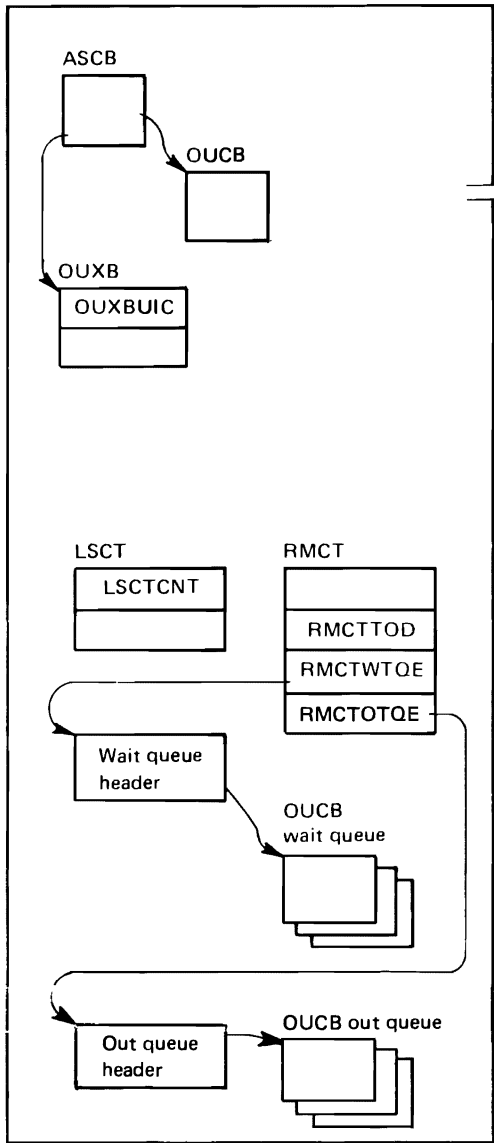 ASCB
OUCB
OUXB
OUXBUIC
LSCT
RMCT
LSCTCNT
RMCTTOD
RMCTWTQE
RMCTOTQE
Wait queue
header
OUCB
wait queue
Out queue
header
OUCB out queue